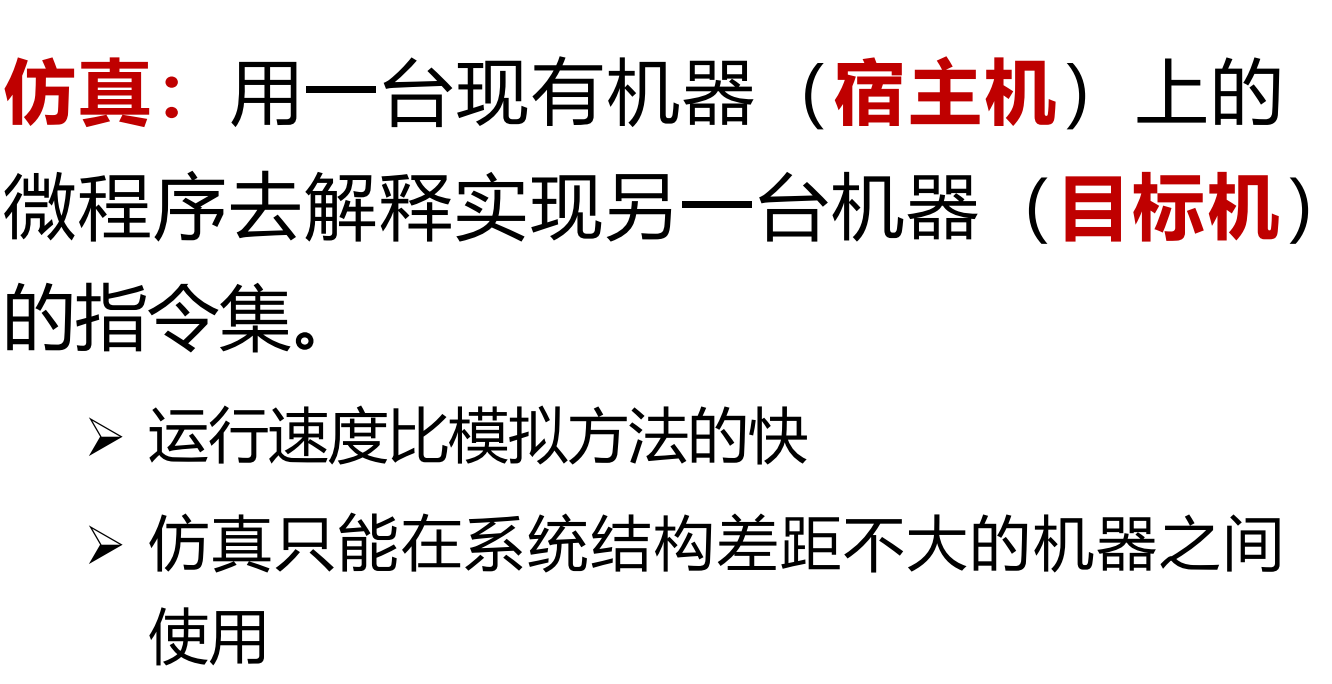 仿真：用一台现有机器（宿主机）上的
微程序去解释实现另一台机器（目标机）
的指令集。
➢ 运行速度比模拟方法的快
➢ 仿真只能在系统结构差距不大的机器之间
使用